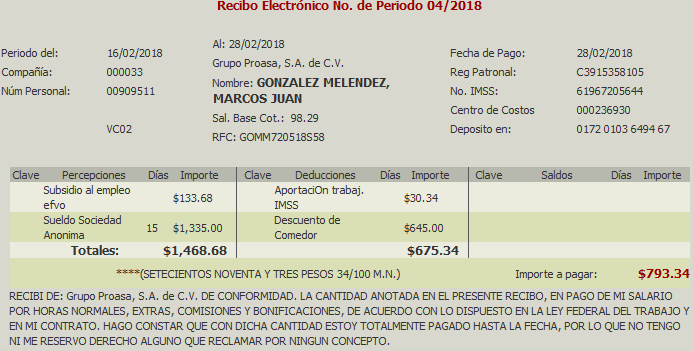 Recibo Electrónico No. de Periodo 04/2018
Periodo del: 16/02/2018 Al: 28/02/2018 Fecha de Pago: 28/02/2018
Compañía: 000033 Grupo Proasa, S.A. de C.V. Reg Patronal: C3915358105
Núm Personal: 00909511 Nombre: GONZALEZ MELENDEZ, No. IMSS: 61967205644
MARCOS JUAN
Centro de Costos 000236930
VC02 Sal. Base Cot.: 98.29 Deposito en: 0172 0103 6494 67
RFC: GOMM720518S58
Clave Percepciones Días Importe Clave Deducciones Días Importe Clave Saldos Días Importe
Subsidio al empleo $133.68 AportaciOn trabaj. $30.34
efvo IMSS
Sueldo Sociedad 15 $1,335.00 Descuento de $645.00
Anonima Comedor
Totales: $1,468.68 $675.34
****(SETECIENTOS NOVENTA Y TRES PESOS 34/100 M.N.) Importe a pagar: $793.34
RECIBI DE: Grupo Proasa, S.A. de C.V. DE CONFORMIDAD. LA CANTIDAD ANOTADA EN EL PRESENTE RECIBO, EN PAGO DE MI SALARIO
POR HORAS NORMALES, EXTRAS, COMISIONES Y BONIFICACIONES, DE ACUERDO CON LO DISPUESTO EN LA LEY FEDERAL DEL TRABAJO Y
EN MI CONTRATO. HAGO CONSTAR QUE CON DICHA CANTIDAD ESTOY TOTALMENTE PAGADO HASTA LA FECHA, POR LO QUE NO TENGO
NI ME RESERVO DERECHO ALGUNO QUE RECLAMAR POR NINGUN CONCEPTO.